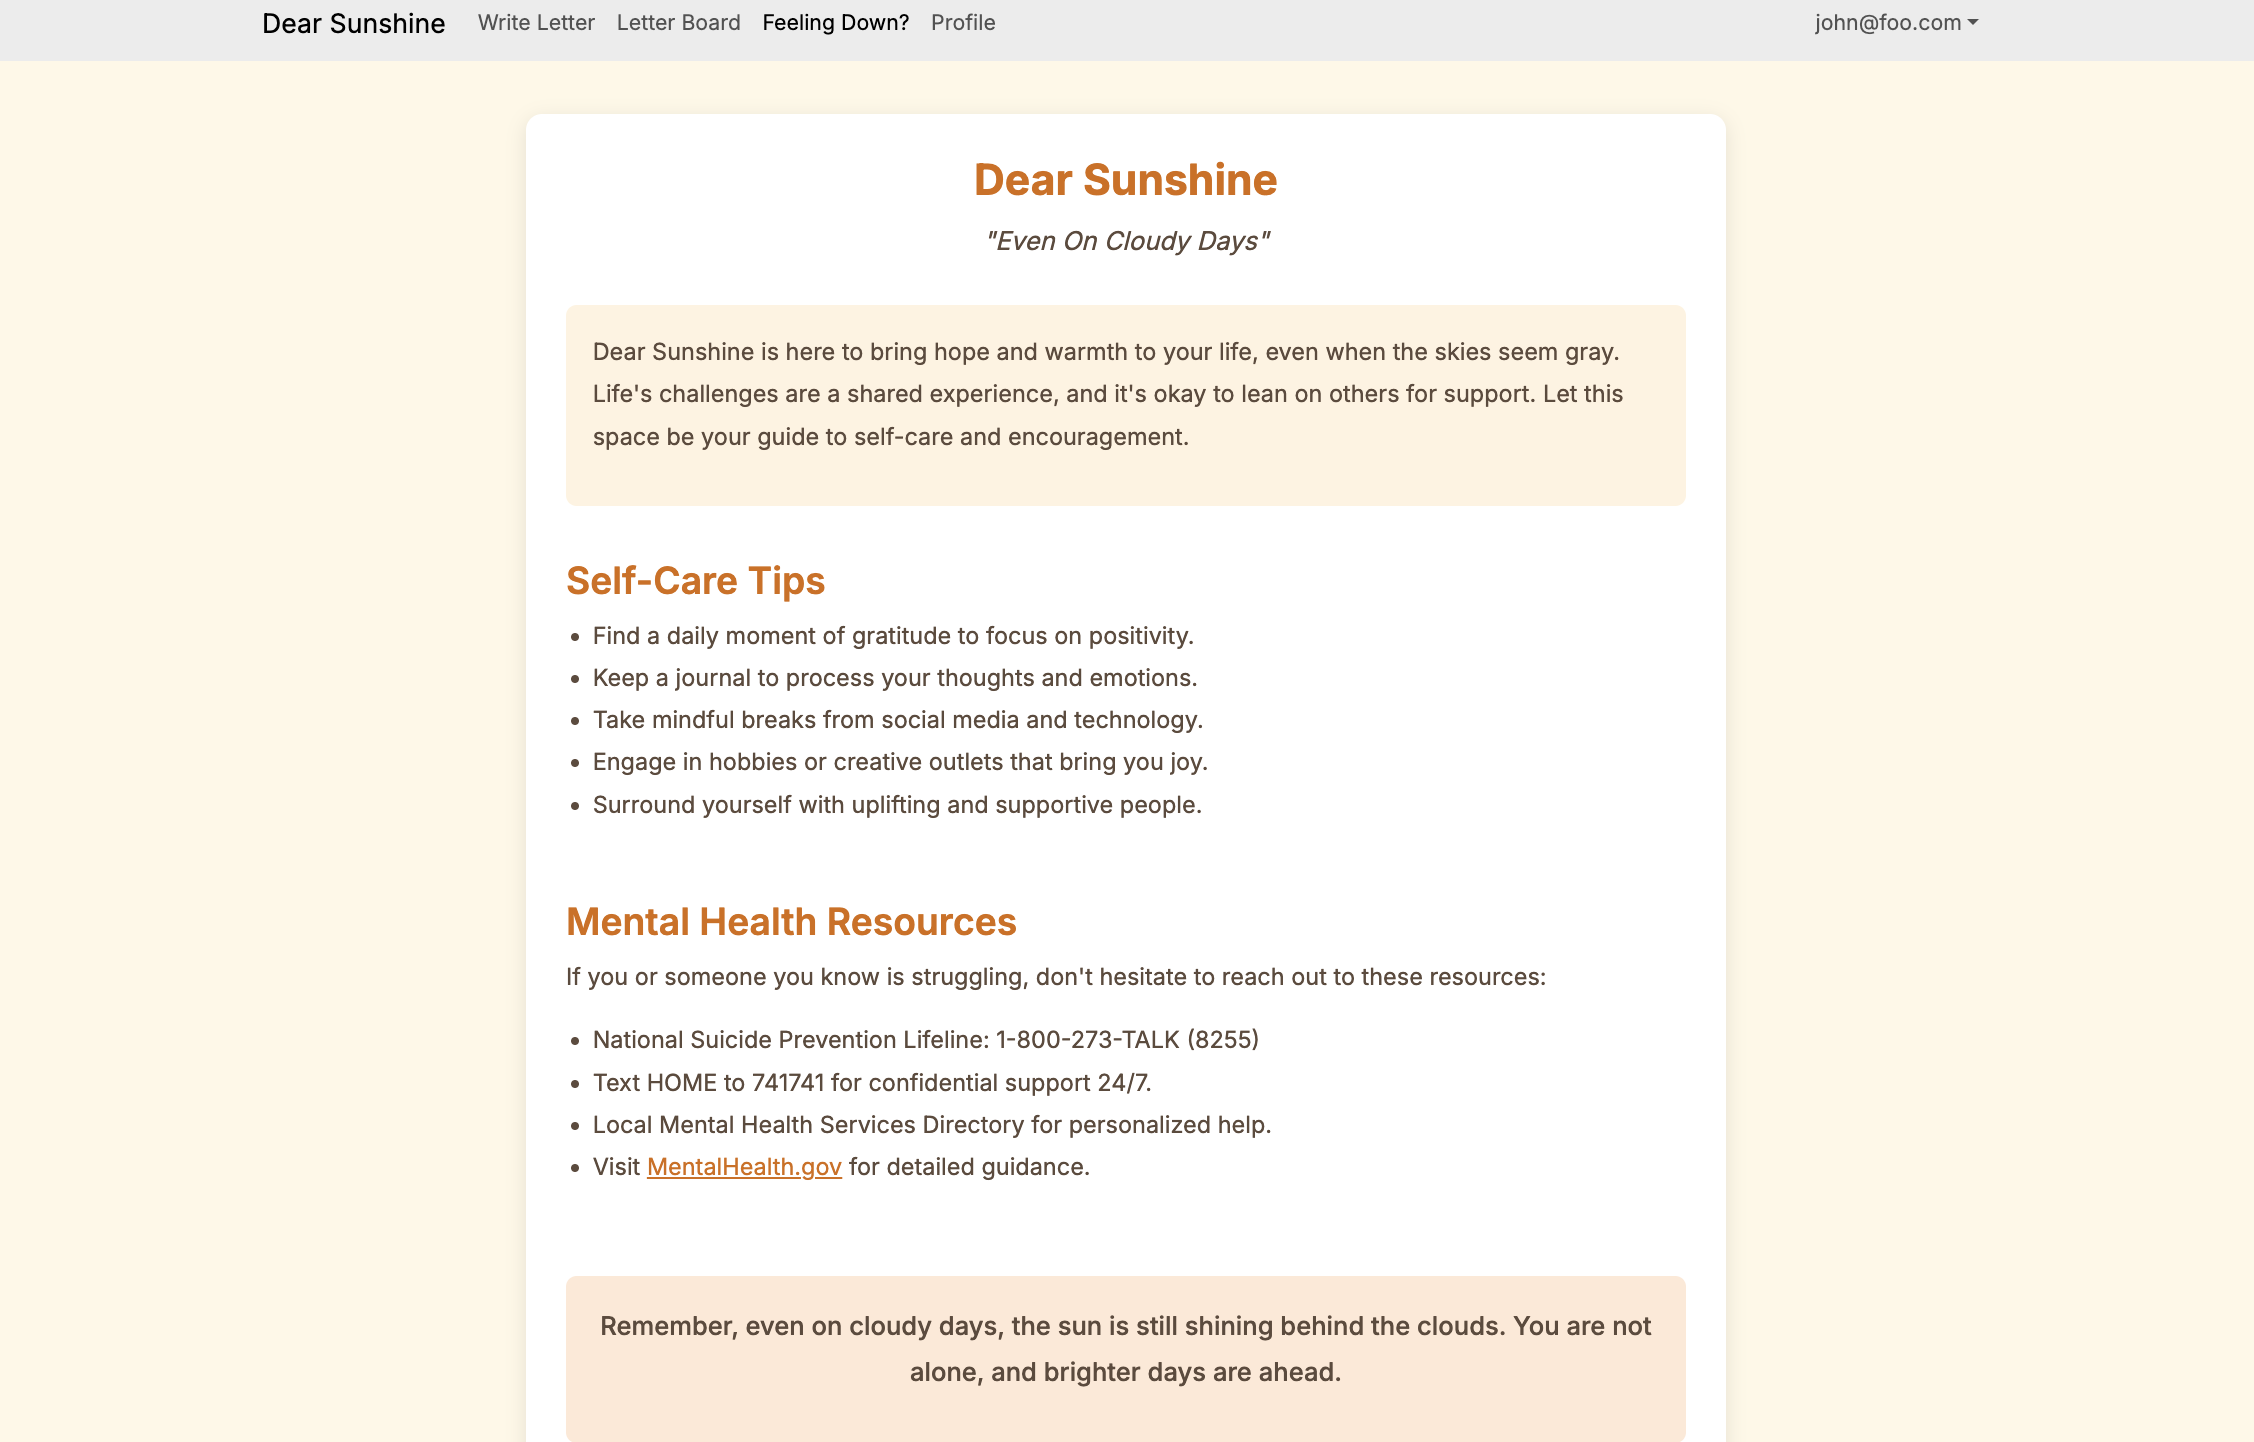 Dear Sunshine Write Letter Letter Board Feeling Down? Profile john@foo.com
Dear Sunshine
"Even On Cloudy Days"
Dear Sunshine is here to bring hope and warmth to your life, even when the skies seem gray.
Life's challenges are a shared experience, and it's okay to lean on others for support. Let this
space be your guide to self-care and encouragement.
Self-Care Tips
• Find a daily moment of gratitude to focus on positivity.
• Keep a journal to process your thoughts and emotions.
• Take mindful breaks from social media and technology.
• Engage in hobbies or creative outlets that bring you joy.
• Surround yourself with uplifting and supportive people.
Mental Health Resources
If you or someone you know is struggling, don't hesitate to reach out to these resources:
• National Suicide Prevention Lifeline: 1-800-273-TALK (8255)
• Text HOME to 741741 for confidential support 24/7.
• Local Mental Health Services Directory for personalized help.
• Visit MentalHealth.gov for detailed guidance.
Remember, even on cloudy days, the sun is still shining behind the clouds. You are not
alone, and brighter days are ahead.